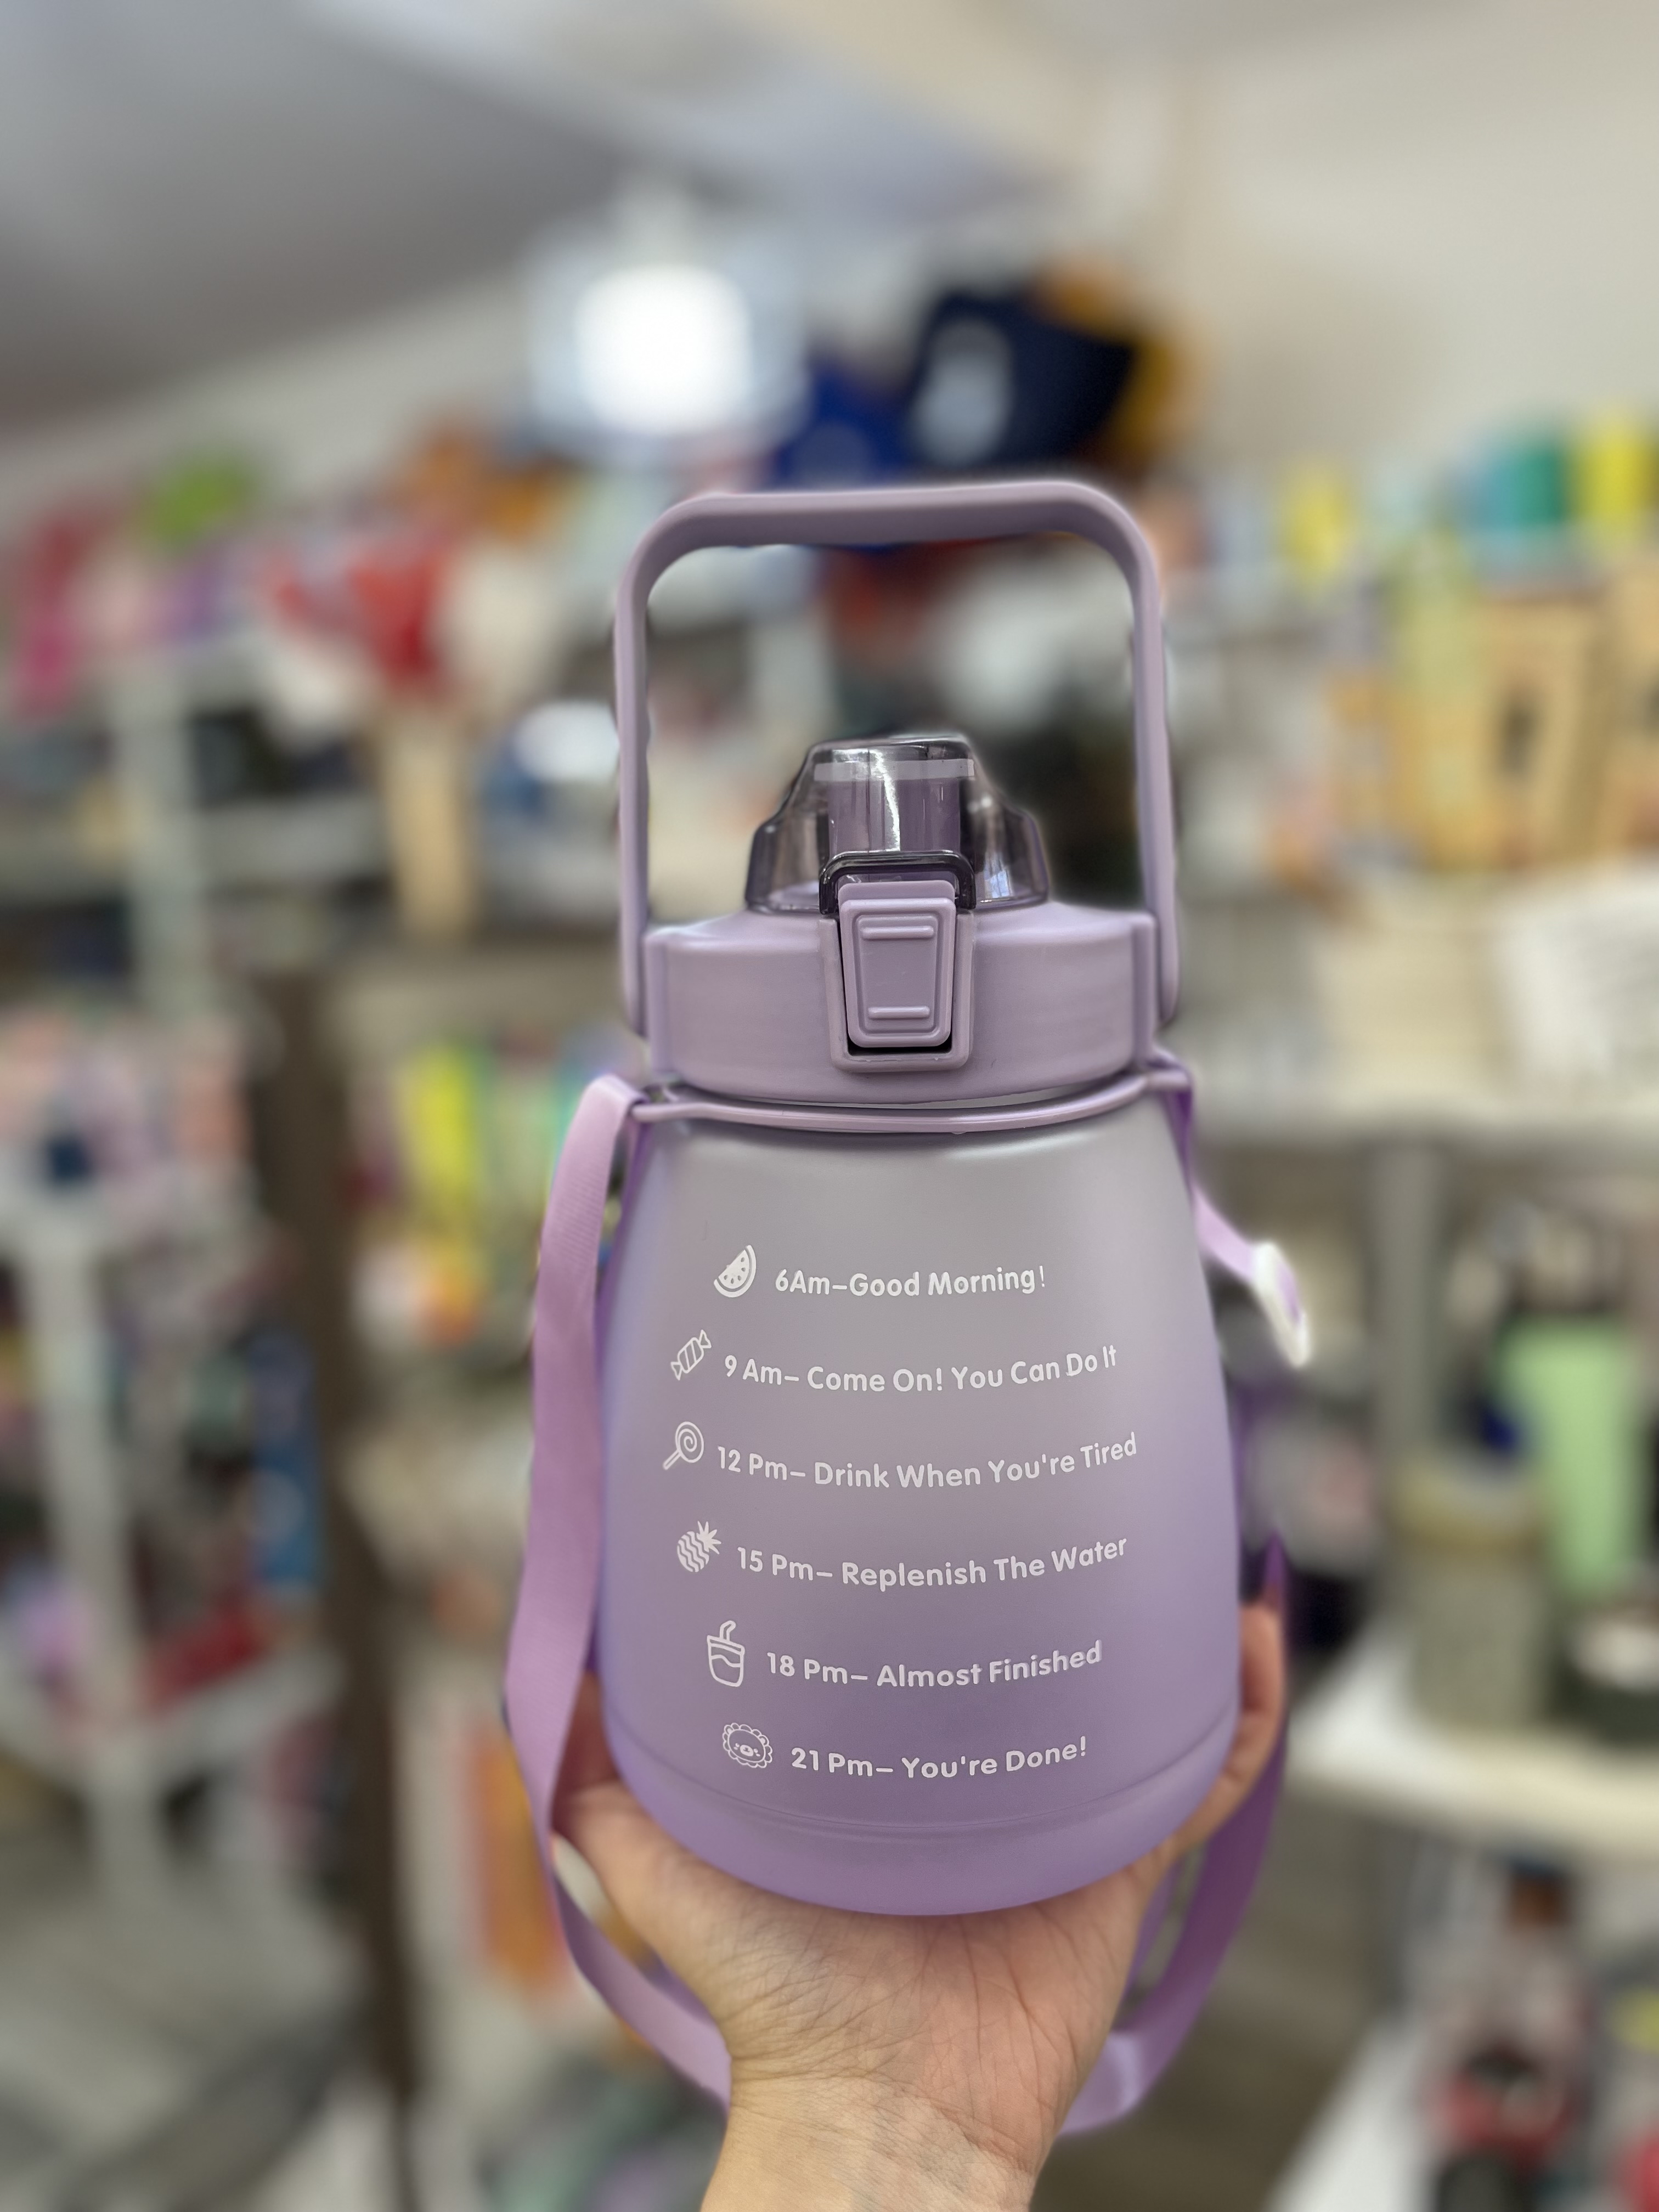 6Am-Good Morning!
9 Am- Come On! You Can Do It
12 Pm- Drink When You're Tired
15 Pm- Replenish The Water
18 Pm- Almost Finished
21 Pm- You're Done!